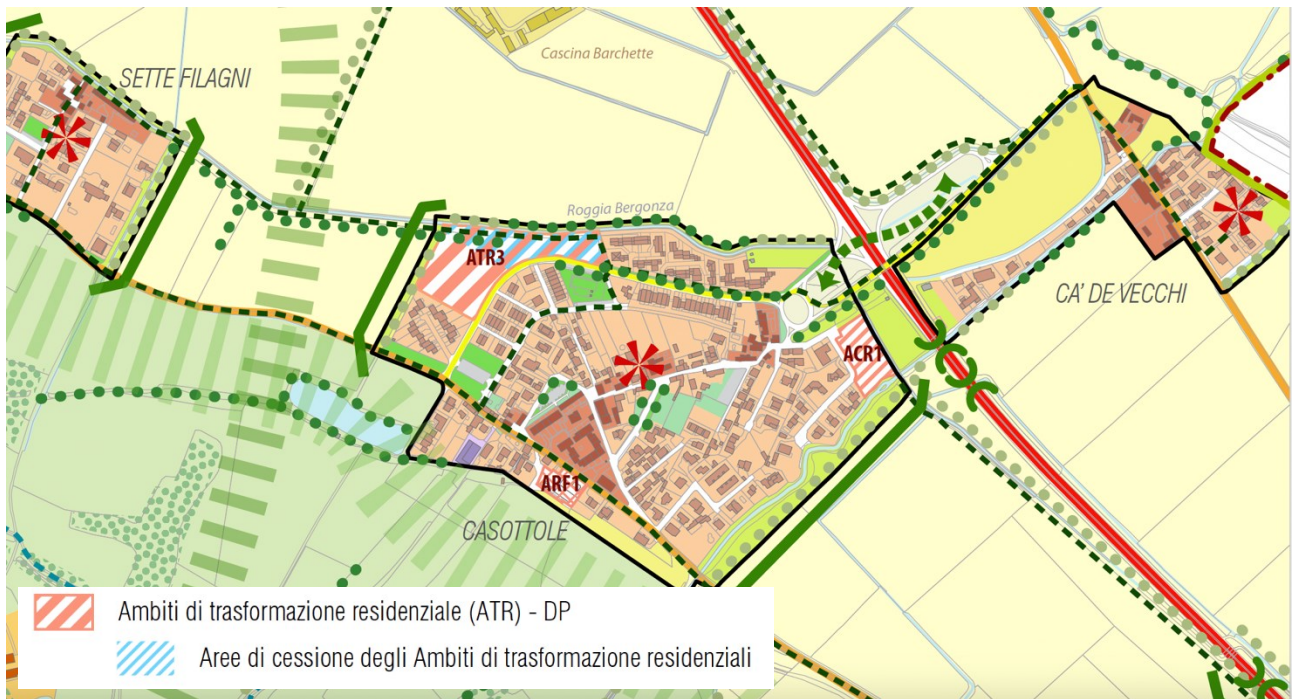 Cascina Barchette
SETTE FILAGNI
Roggia Bergonza
ATR3
CA' DE VECCHI
ACR1
ARF1
CASOTTOLE
Ambiti di trasformazione residenziale (ATR) - DP
Aree di cessione degli Ambiti di trasformazione residenziali